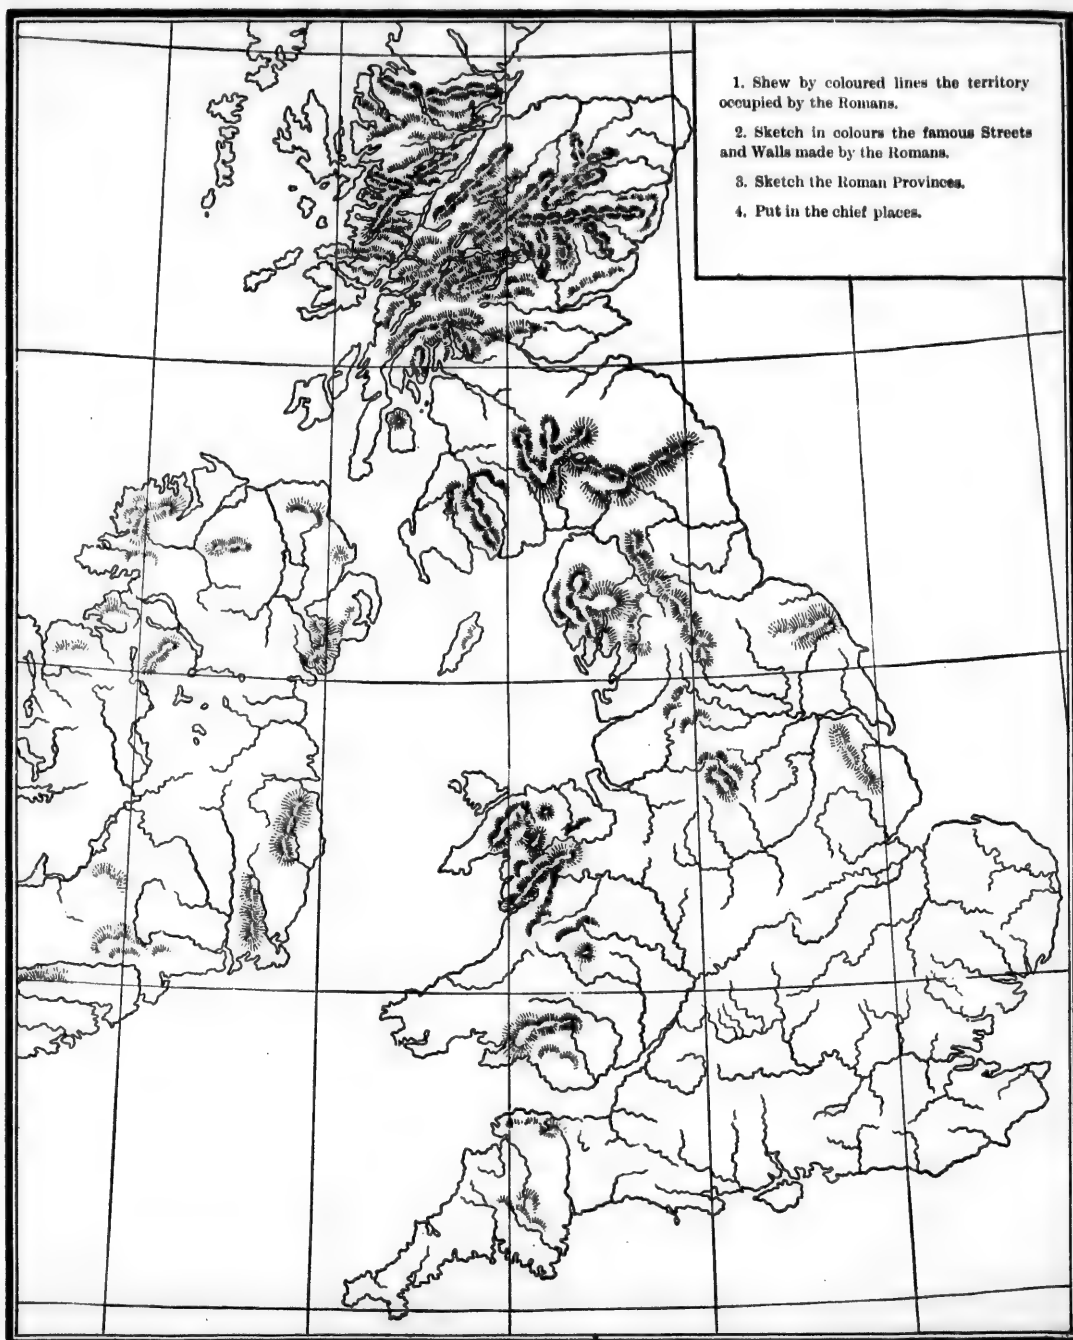 1. Shew by coloured lines the territory
occupied by the Romans.
2. Sketch in colours the famous Streets
and Walls made by the Romans.
3. Sketch the Roman Provinces.
4. Put in the chief places.